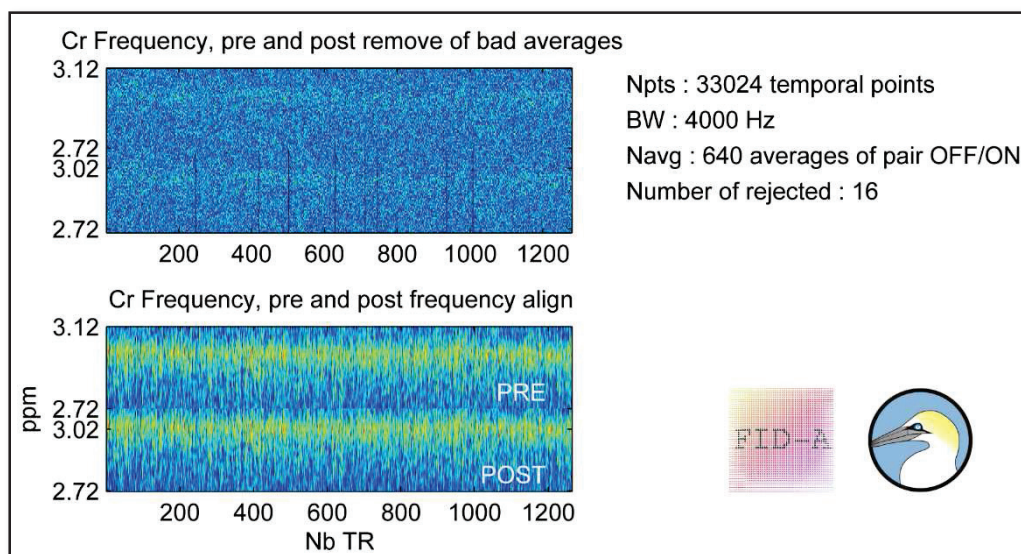 Cr Frequency, pre and post remove of bad averages
3.12
2.72
3.02
2.72
200 400 600 800 1000 1200
Npts : 33024 temporal points
BW : 4000 Hz
Navg : 640 averages of pair OFF/ON
Number of rejected : 16
Cr Frequency, pre and post frequency align
3.12
PRE
2.72
3.02
POST
2.72
ppm
200 400 600 800 1000 1200
Nb TR
FID-A